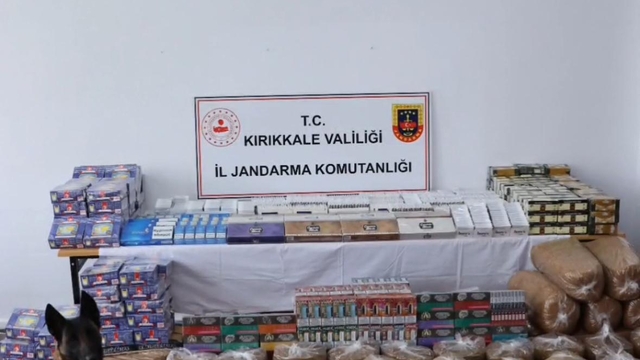 T.C.
KIRIKKALE VALİLİĞİ
İL JANDARMA KOMUTANLIĞI